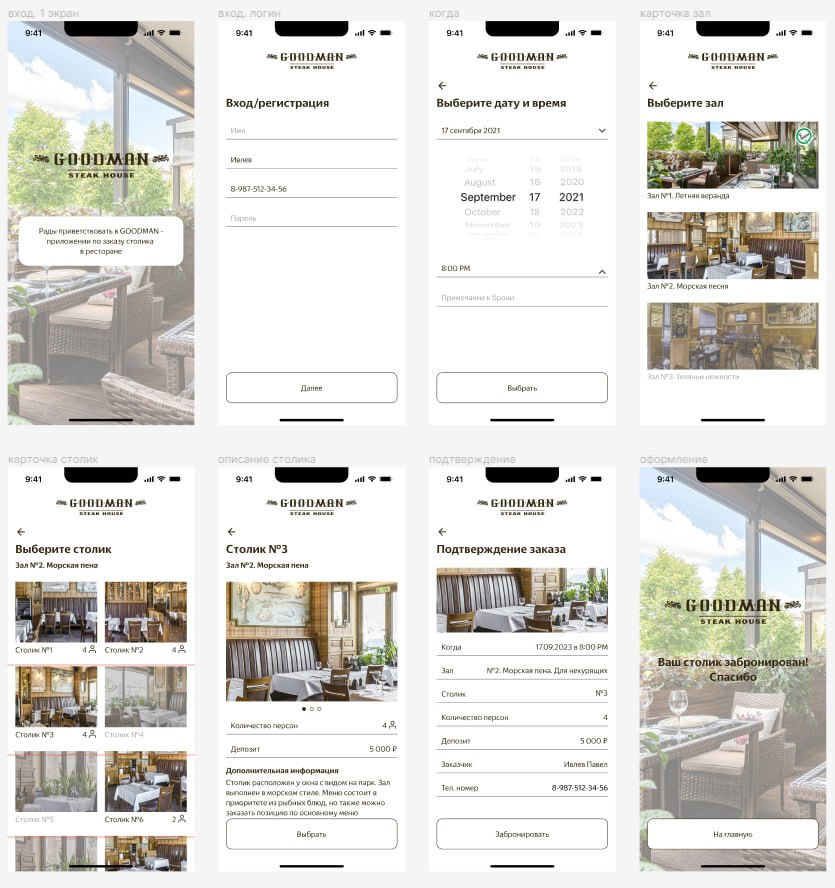 вход. 1 экран
9:41
GOODMAN
STEAK HOUSE
Рады приветствовать в GOODMAN -
приложении по заказу столика
в ресторане
вход. логин
9:41
GOODMAN
STEAK HOUSE
Вход/регистрация
Имя
Ивлев
8-987-512-34-56
Пароль
Далее
когда
9:41
GOODMAN
STEAK HOUSE
Выберите дату и время
17 сентября 2021
July 15 2019
August 16 2020
September 17 2021
October 18 2022
November 19 2023
8:00 PM
Примечание к брони
Выбрать
карточка зал
9:41
GOODMAN
STEAK HOUSE
Выберите зал
Зал №1. Летняя веранда
Зал №2. Морская песня
Зал №3. Телячьи нежности
карточка столик
9:41
GOODMAN
STEAK HOUSE
Выберите столик
Зал №2. Морская пена
Столик №1 4 Столик №2 4
Столик №3 4 Столик №4
Столик №5 Столик №6 2
описание столика
9:41
GOODMAN
STEAK HOUSE
Столик №3
Зал №2. Морская пена
Количество персон 4
Депозит 5 000 ₽
Дополнительная информация
Столик расположен у окна с видом на парк. Зал
выполнен в морском стиле. Меню состоит в
приоритете из рыбных блюд, но также можно
заказать позицию по основному меню
Выбрать
подтверждение
9:41
GOODMAN
STEAK HOUSE
Подтверждение заказа
Когда 17.09.2023 в 8:00 PM
Зал №2. Морская пена. Для некурящих
Столик №3
Количество персон 4
Депозит 5 000 ₽
Заказчик Ивлев Павел
Тел. номер 8-987-512-34-56
Забронировать
оформление
9:41
GOODMAN
STEAK HOUSE
Ваш столик забронирован!
Спасибо
На главную